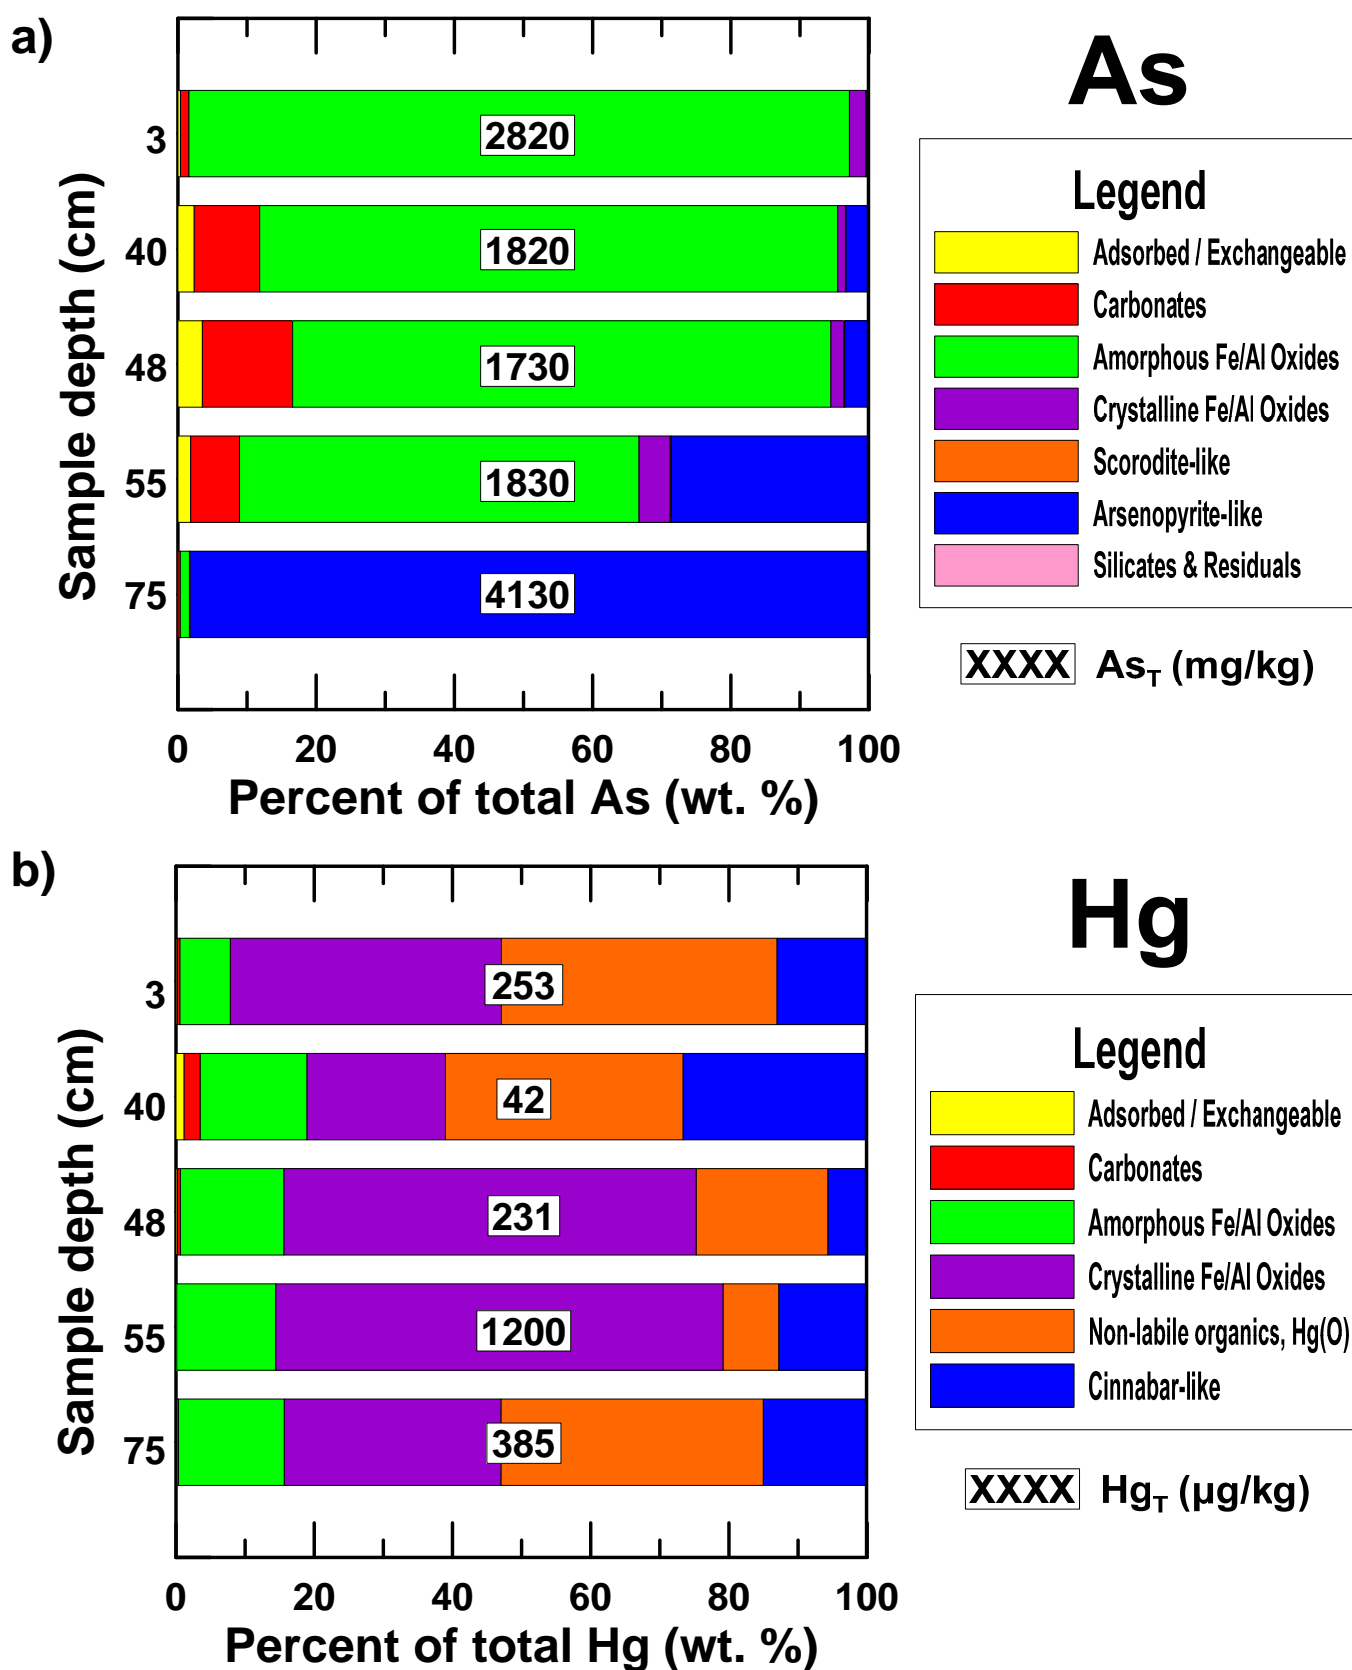 a)
As
Sample depth (cm)
3
2820
40
1820
48
1730
55
1830
75
4130
0 20 40 60 80 100
Percent of total As (wt. %)
Legend
Adsorbed / Exchangeable
Carbonates
Amorphous Fe/Al Oxides
Crystalline Fe/Al Oxides
Scorodite-like
Arsenopyrite-like
Silicates & Residuals
XXXX As_T (mg/kg)
b)
Hg
Sample depth (cm)
3
253
40
42
48
231
55
1200
75
385
0 20 40 60 80 100
Percent of total Hg (wt. %)
Legend
Adsorbed / Exchangeable
Carbonates
Amorphous Fe/Al Oxides
Crystalline Fe/Al Oxides
Non-labile organics, Hg(O)
Cinnabar-like
XXXX Hg_T (µg/kg)